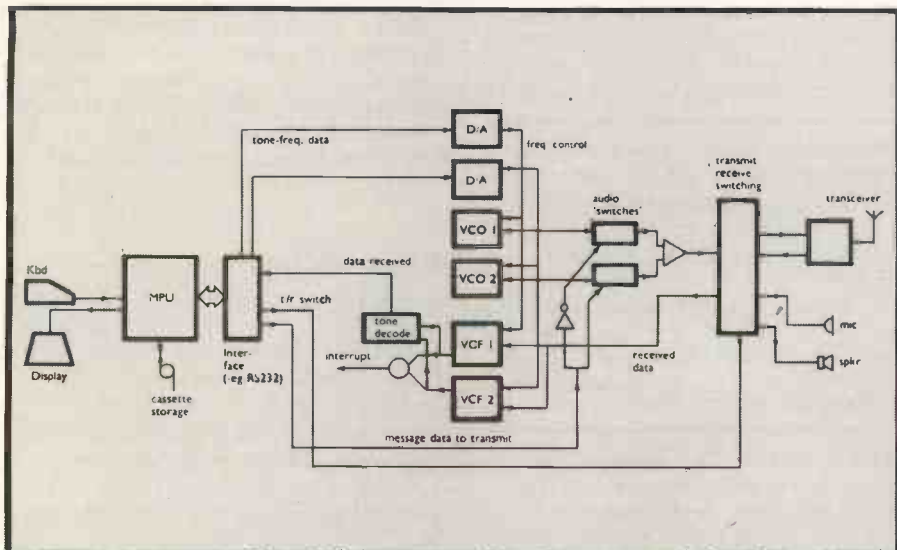 D/A
tone-freq. data
freq control
D/A
transmit
receive
switching
transceiver
audio
'switches'
VCO 1
Kbd
data received
MPU
VCO 2
t/r switch
tone
decode
VCF 1
mic
received
data
Inter-
face
(eg RS232)
interrupt
Display
spkr
VCF 2
cassette
storage
message data to transmit